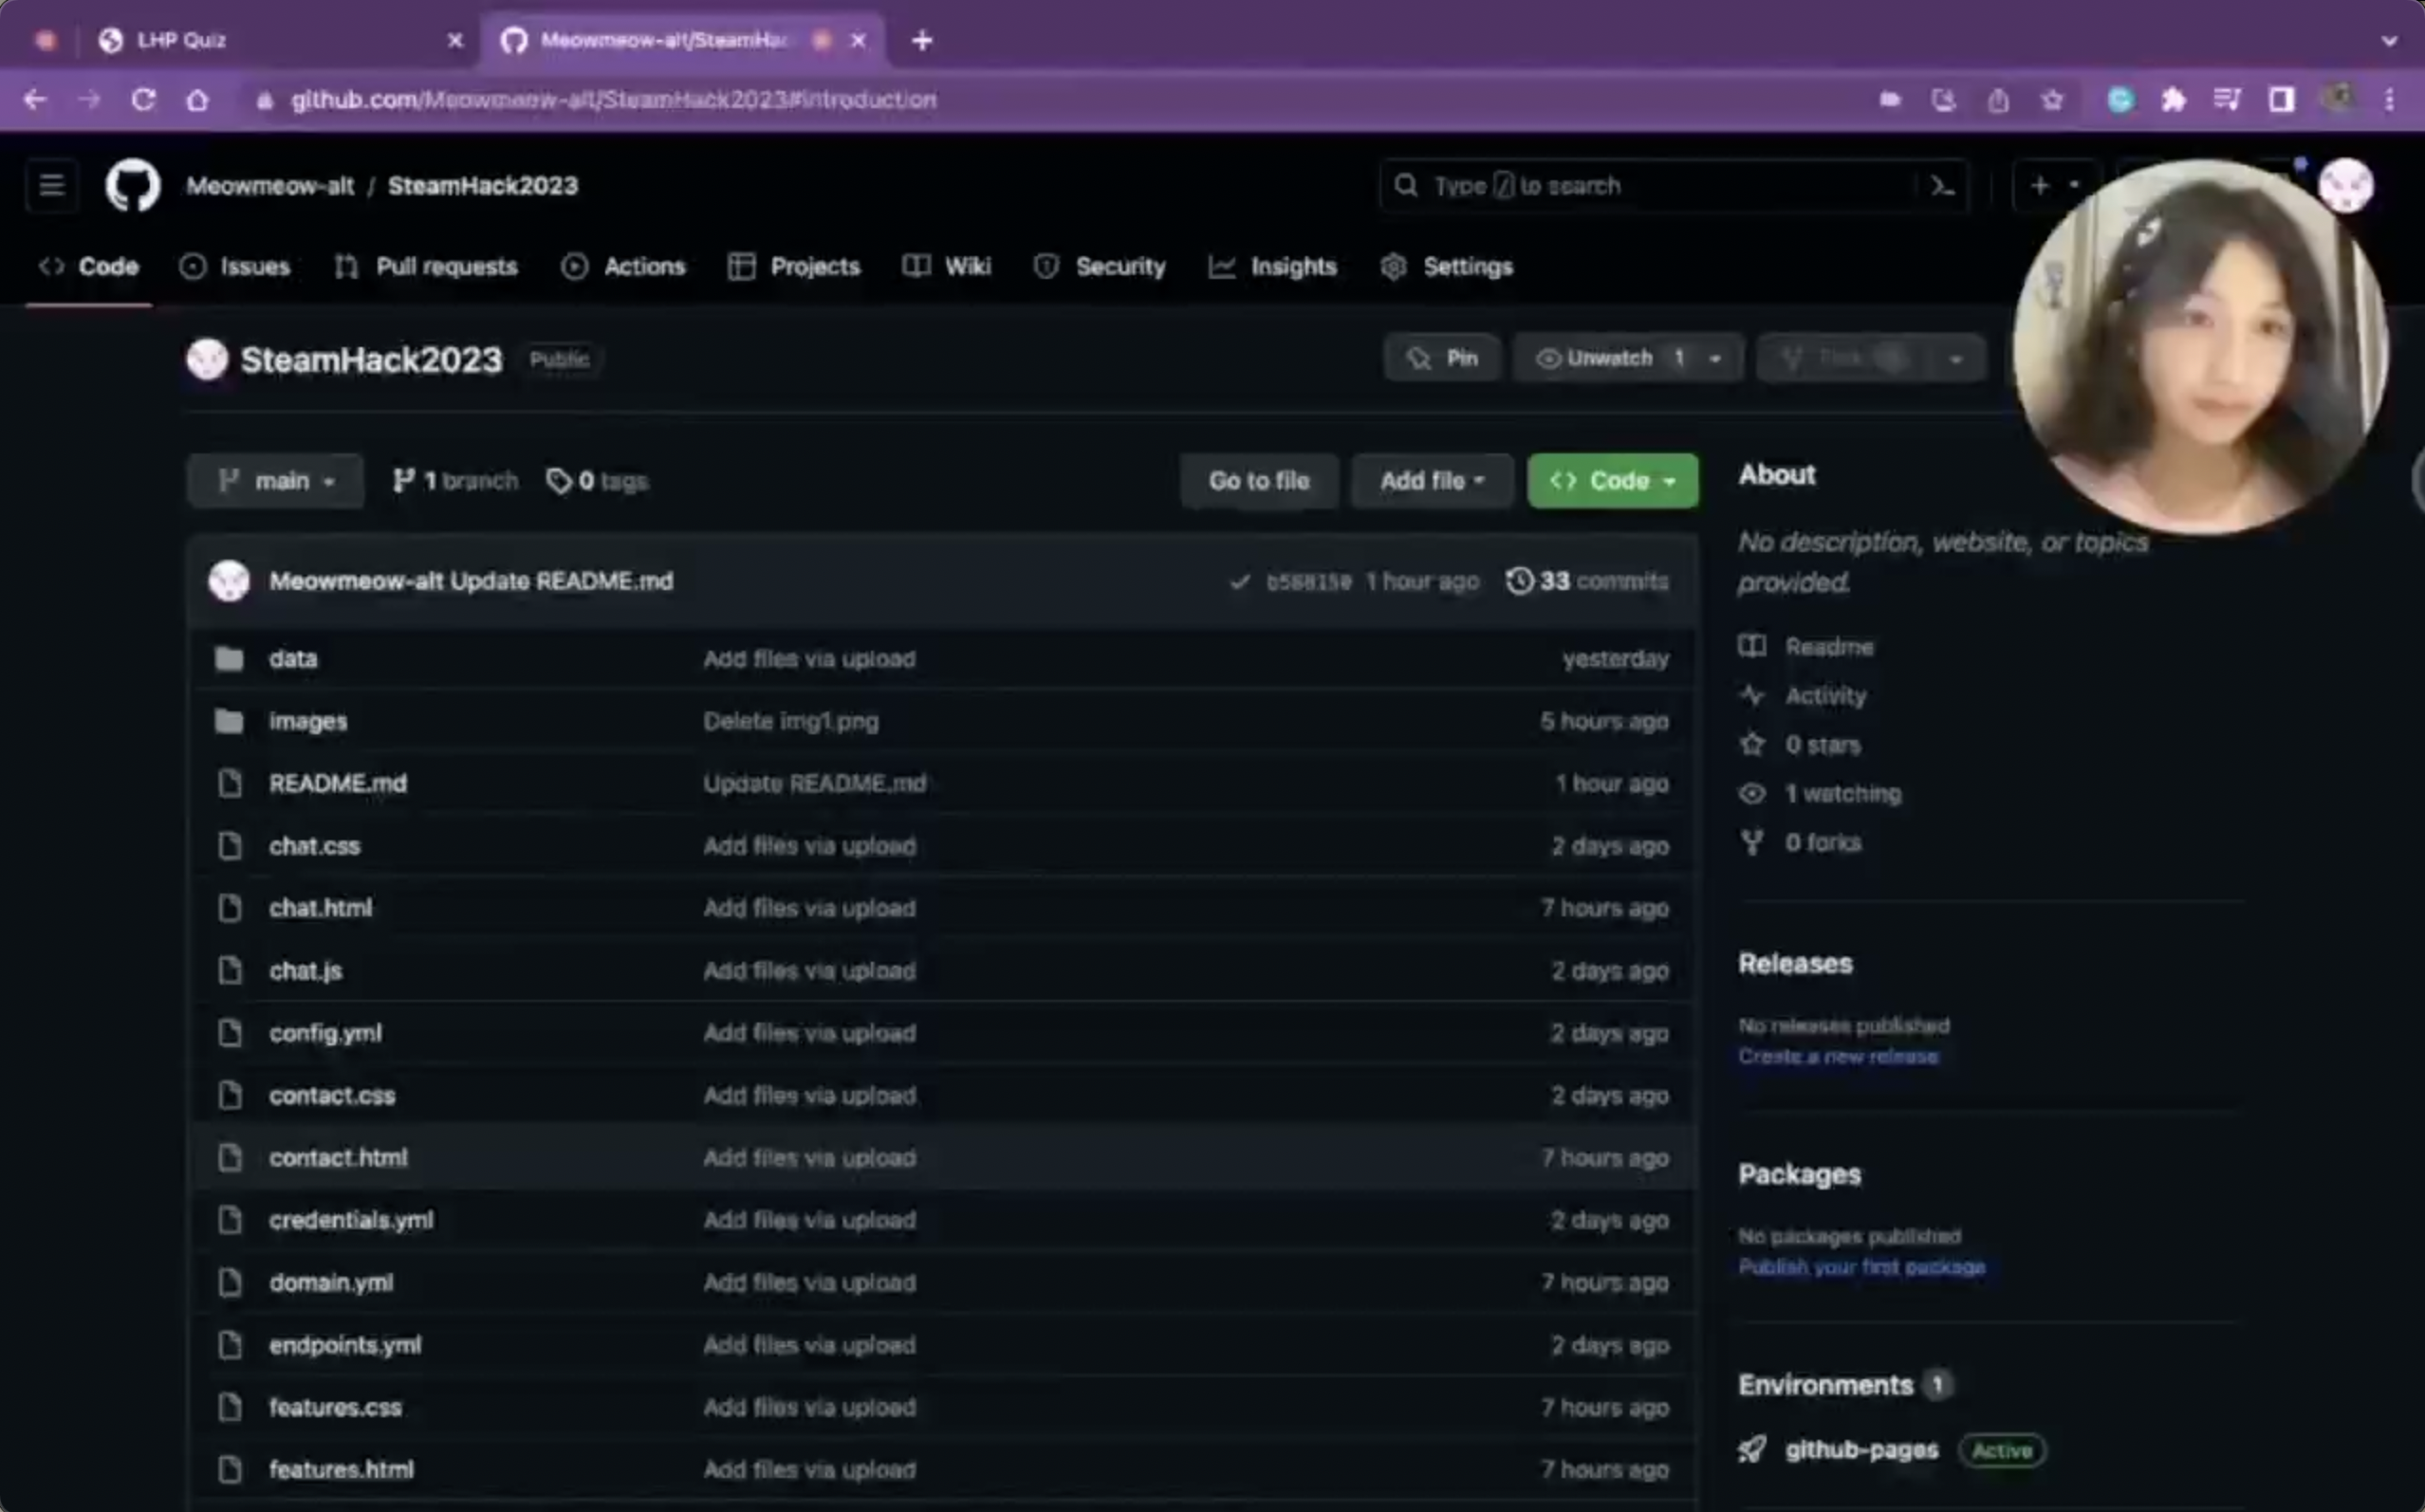 LHP Quiz
Meowmeow-alt/SteamHac
github.com/Meowmeow-alt/SteamHack2023#introduction
Meowmeow-alt / SteamHack2023
Type / to search
Code Issues Pull requests Actions Projects Wiki Security Insights Settings
SteamHack2023 Public
Pin Unwatch 1
main 1 branch 0 tags
Go to file Add file Code
Meowmeow-alt Update README.md 1 hour ago 33 commits
data Add files via upload yesterday
images Delete img1.png 5 hours ago
README.md Update README.md 1 hour ago
chat.css Add files via upload 2 days ago
chat.html Add files via upload 7 hours ago
chat.js Add files via upload 2 days ago
config.yml Add files via upload 2 days ago
contact.css Add files via upload 2 days ago
contact.html Add files via upload 7 hours ago
credentials.yml Add files via upload 2 days ago
domain.yml Add files via upload 7 hours ago
endpoints.yml Add files via upload 2 days ago
features.css Add files via upload 7 hours ago
features.html Add files via upload 7 hours ago
About
No description, website, or topics
provided.
Readme
Activity
0 stars
1 watching
0 forks
Releases
No releases published
Create a new release
Packages
No packages published
Publish your first package
Environments 1
github-pages Active